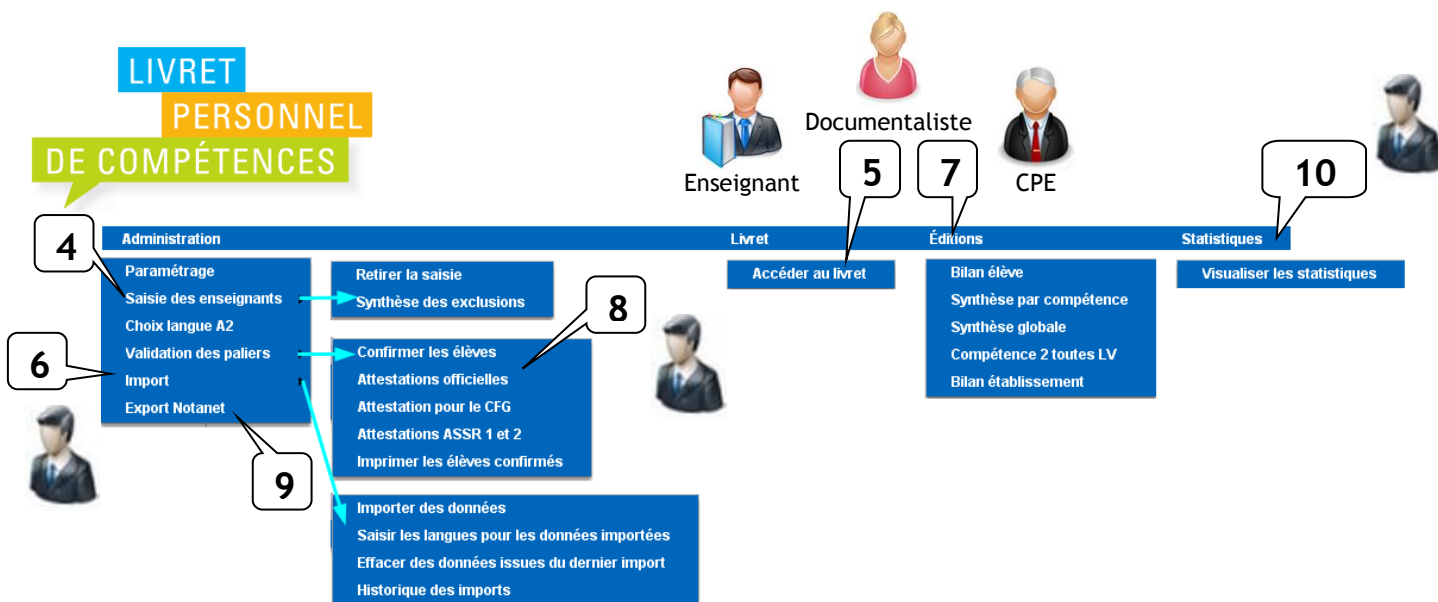 LIVRET
PERSONNEL
DE COMPÉTENCES
Documentaliste
Enseignant
CPE
5
7
10
4
Administration
Livret
Éditions
Statistiques
Paramétrage
Saisie des enseignants
Choix langue A2
Validation des paliers
Import
Export Notanet
Retirer la saisie
Synthèse des exclusions
Accéder au livret
Bilan élève
Synthèse par compétence
Synthèse globale
Compétence 2 toutes LV
Bilan établissement
Visualiser les statistiques
8
6
Confirmer les élèves
Attestations officielles
Attestation pour le CFG
Attestations ASSR 1 et 2
Imprimer les élèves confirmés
9
Importer des données
Saisir les langues pour les données importées
Effacer des données issues du dernier import
Historique des imports